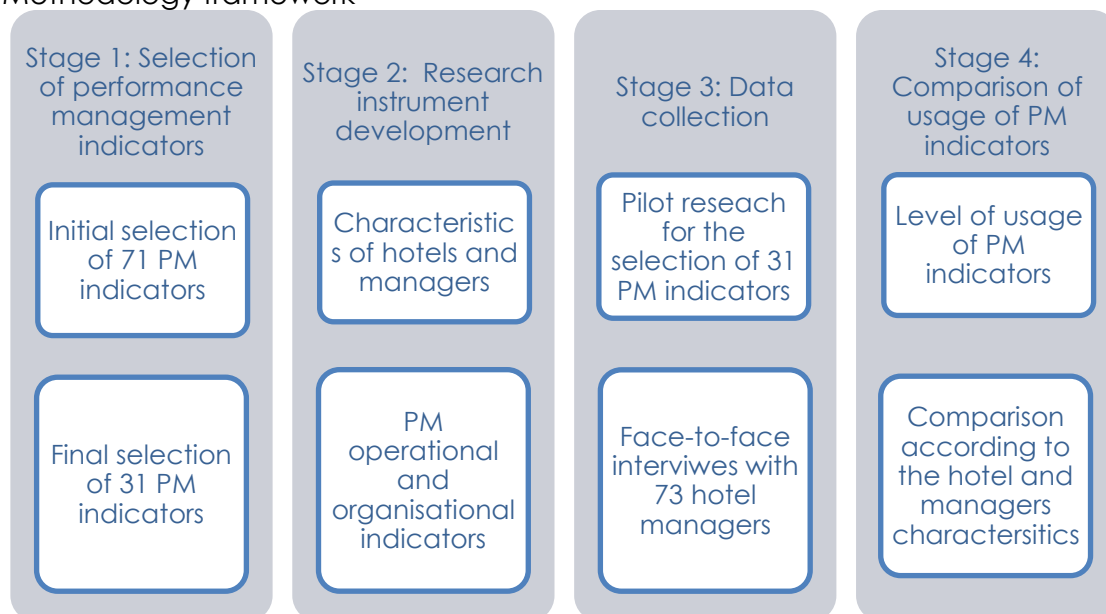 Methodology framework
Stage 1: Selection
of performance
management
indicators
Initial selection
of 71 PM
indicators
Final selection
of 31 PM
indicators
Stage 2:  Research
instrument
development
Characteristic
s of hotels and
managers
PM
operational
and
organisational
indicators
Stage 3: Data
collection
Pilot reseach
for the
selection of 31
PM indicators
Face-to-face
interviwes with
73 hotel
managers
Stage 4:
Comparison of
usage of PM
indicators
Level of usage
of PM
indicators
Comparison
according to
the hotel and
managers
charactersitics